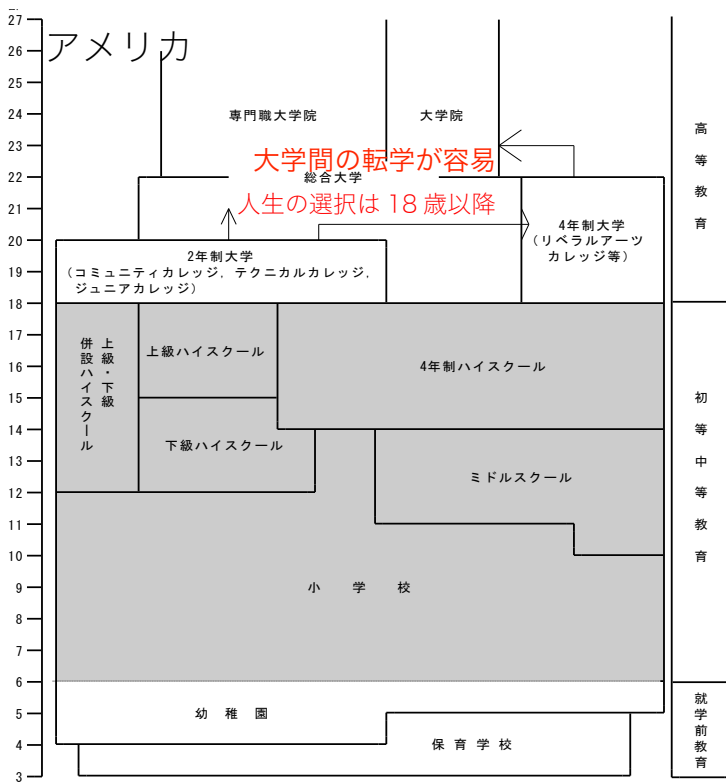 27
アメリカ
26
25
24
23
22
21
20
19
18
17
16
15
14
13
12
11
10
9
8
7
6
5
4
3
専門職大学院
大学院
大学間の転学が容易
総合大学
人生の選択は 18 歳以降
4年制大学
(リベラルアーツ
カレッジ等)
2年制大学
(コミュニティカレッジ, テクニカルカレッジ,
ジュニアカレッジ)
上級・下級
併設ハイスクール
上級ハイスクール
4年制ハイスクール
下級ハイスクール
ミドルスクール
小学校
幼稚園
保育学校
高等教育
初等中等教育
就学前教育